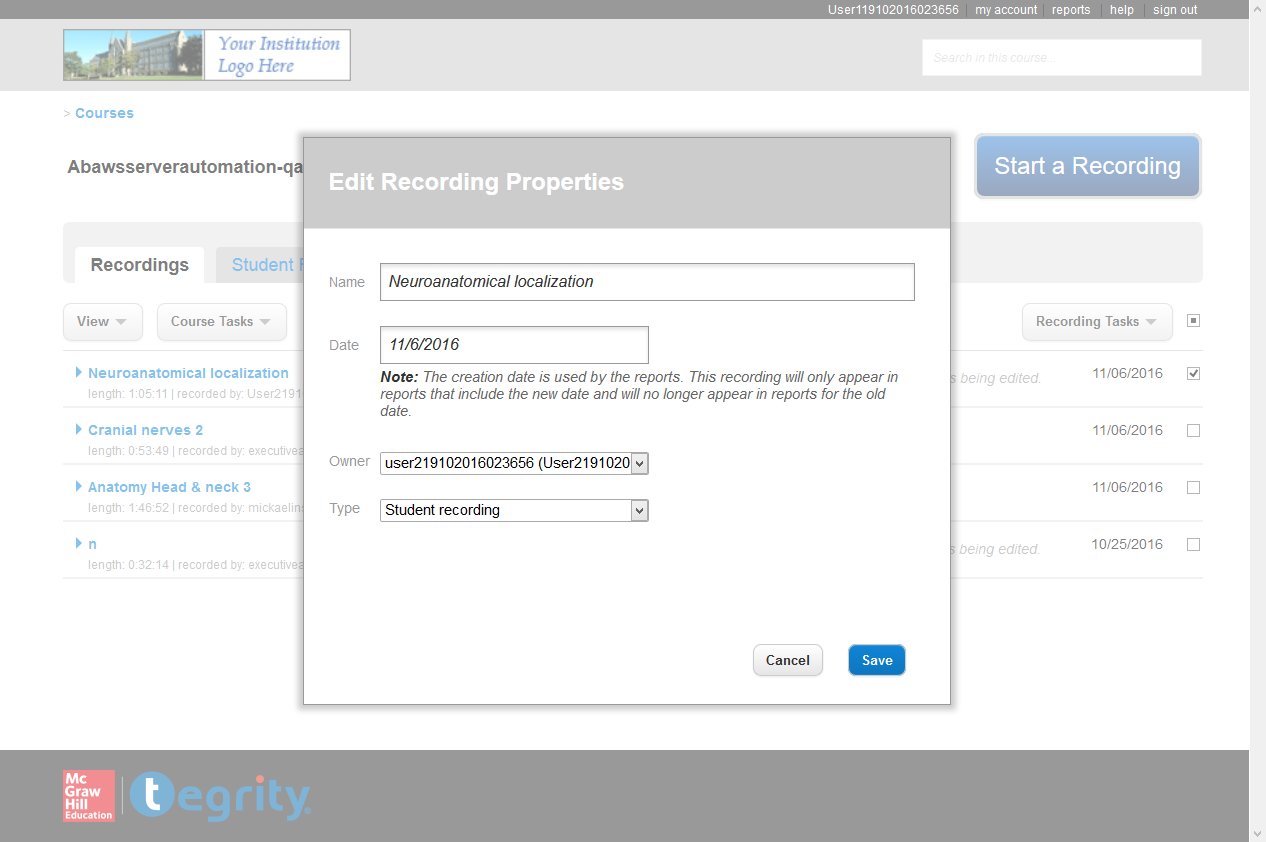 User119102016023656 my account reports help sign out
Your Institution
Logo Here
Search in this course...
> Courses
Abawsserverautomation-qa
Start a Recording
Edit Recording Properties
Recordings
Student
Name
Neuroanatomical localization
View
Course Tasks
Recording Tasks
Date
11/6/2016
Note: The creation date is used by the reports. This recording will only appear in
reports that include the new date and will no longer appear in reports for the old
date.
Neuroanatomical localization
length: 1:05:11 | recorded by: User2191
being edited.
11/06/2016
Cranial nerves 2
length: 0:53:49 | recorded by: executivea
11/06/2016
Owner
user219102016023656 (User2191020
Anatomy Head & neck 3
length: 1:46:52 | recorded by: mickaelins
11/06/2016
Type
Student recording
n
length: 0:32:14 | recorded by: executivea
being edited.
10/25/2016
Cancel
Save
Mc
Graw
Hill
Education
tegrity